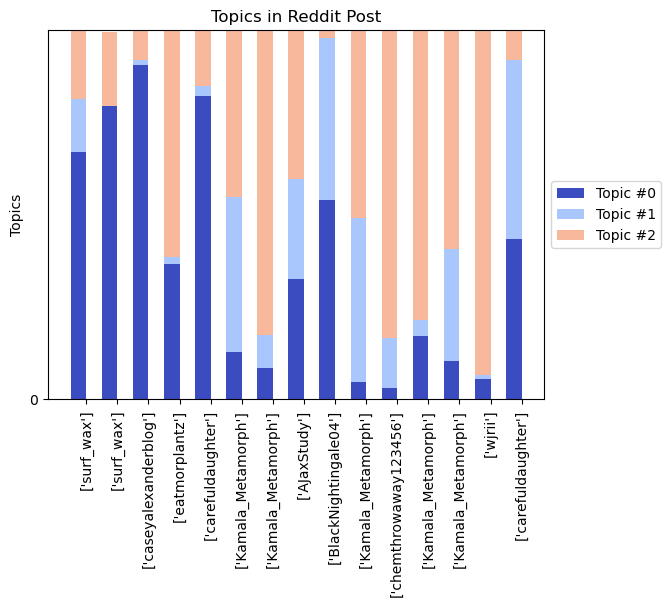 Topics in Reddit Post
Topics
0
Topic #0
Topic #1
Topic #2
['surf_wax']
['surf_wax']
['caseyalexanderblog']
['eatmorplantz']
['carefuldaughter']
['Kamala_Metamorph']
['Kamala_Metamorph']
['AJaxStudy']
['BlackNightingale04']
['Kamala_Metamorph']
['chemthrowaway123456']
['Kamala_Metamorph']
['Kamala_Metamorph']
['wjrii']
['carefuldaughter']